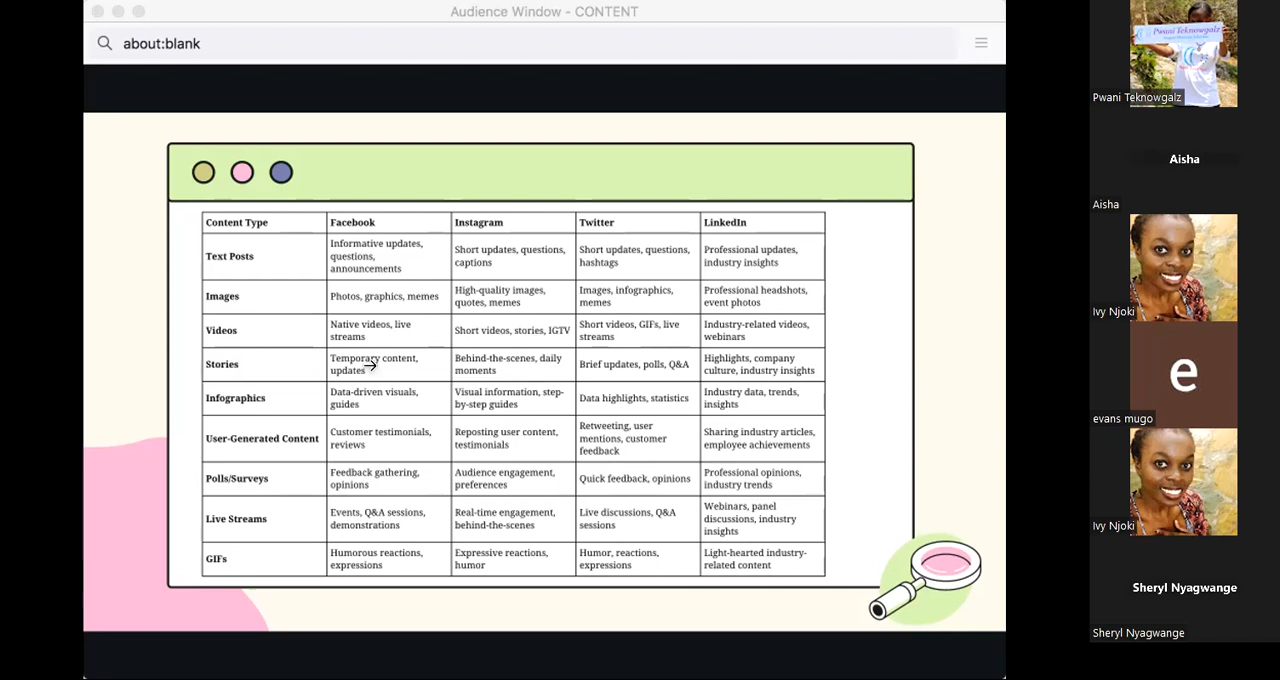 Audience Window - CONTENT
about:blank
Content Type Facebook Instagram Twitter LinkedIn
Text Posts
Informative updates,
questions,
announcements
Short updates, questions,
captions
Short updates, questions,
hashtags
Professional updates,
industry insights
Images
Photos, graphics, memes
High-quality images,
quotes, memes
Images, infographics,
memes
Professional headshots,
event photos
Videos
Native videos, live
streams
Short videos, stories, IGTV
Short videos, GIFs, live
streams
Industry-related videos,
webinars
Stories
Temporary content,
updates
Behind-the-scenes, daily
moments
Brief updates, polls, Q&A
Highlights, company
culture, industry insights
Infographics
Data-driven visuals,
guides
Visual information, step-
by-step guides
Data highlights, statistics
Industry data, trends,
insights
User-Generated Content
Customer testimonials,
reviews
Reposting user content,
testimonials
Retweeting, user
mentions, customer
feedback
Sharing industry articles,
employee achievements
Polls/Surveys
Feedback gathering,
opinions
Audience engagement,
preferences
Quick feedback, opinions
Professional opinions,
industry trends
Live Streams
Events, Q&A sessions,
demonstrations
Real-time engagement,
behind-the-scenes
Live discussions, Q&A
sessions
Webinars, panel
discussions, industry
insights
GIFs
Humorous reactions,
expressions
Expressive reactions,
humor
Humor, reactions,
expressions
Light-hearted industry-
related content
Pwani Teknowgalz
Pwani Teknowgalz
Aisha
Aisha
Ivy Njoki
e
evans mugo
Ivy Njoki
Sheryl Nyagwange
Sheryl Nyagwange